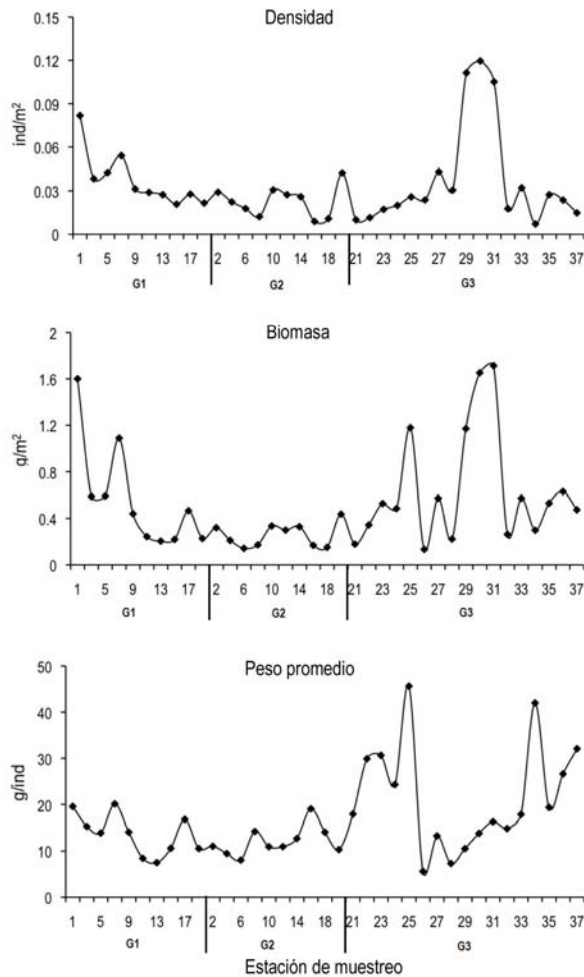 Densidad
0.15
0.12
0.09
0.06
0.03
0
ind/m²
1 5 9 13 17 2 6 10 14 18 21 23 25 27 29 31 33 35 37
G1 G2 G3
Biomasa
2
1.6
1.2
0.8
0.4
0
g/m²
1 5 9 13 17 2 6 10 14 18 21 23 25 27 29 31 33 35 37
G1 G2 G3
Peso promedio
50
40
30
20
10
0
g/ind
1 5 9 13 17 2 6 10 14 18 21 23 25 27 29 31 33 35 37
G1 G2 G3
Estación de muestreo